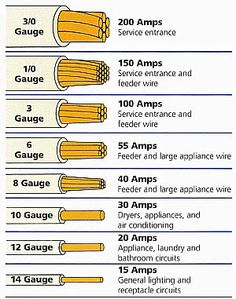 3/0
Gauge
200 Amps
Service entrance
1/0
Gauge
150 Amps
Service entrance and
feeder wire
3
Gauge
100 Amps
Service entrance and
feeder wire
6
Gauge
55 Amps
Feeder and large appliance wire
8 Gauge
40 Amps
Feeder and large appliance wire
10 Gauge
30 Amps
Dryers, appliances, and
air conditioning
12 Gauge
20 Amps
Appliance, laundry and
bathroom circuits
14 Gauge
15 Amps
General lighting and
receptacle circuits